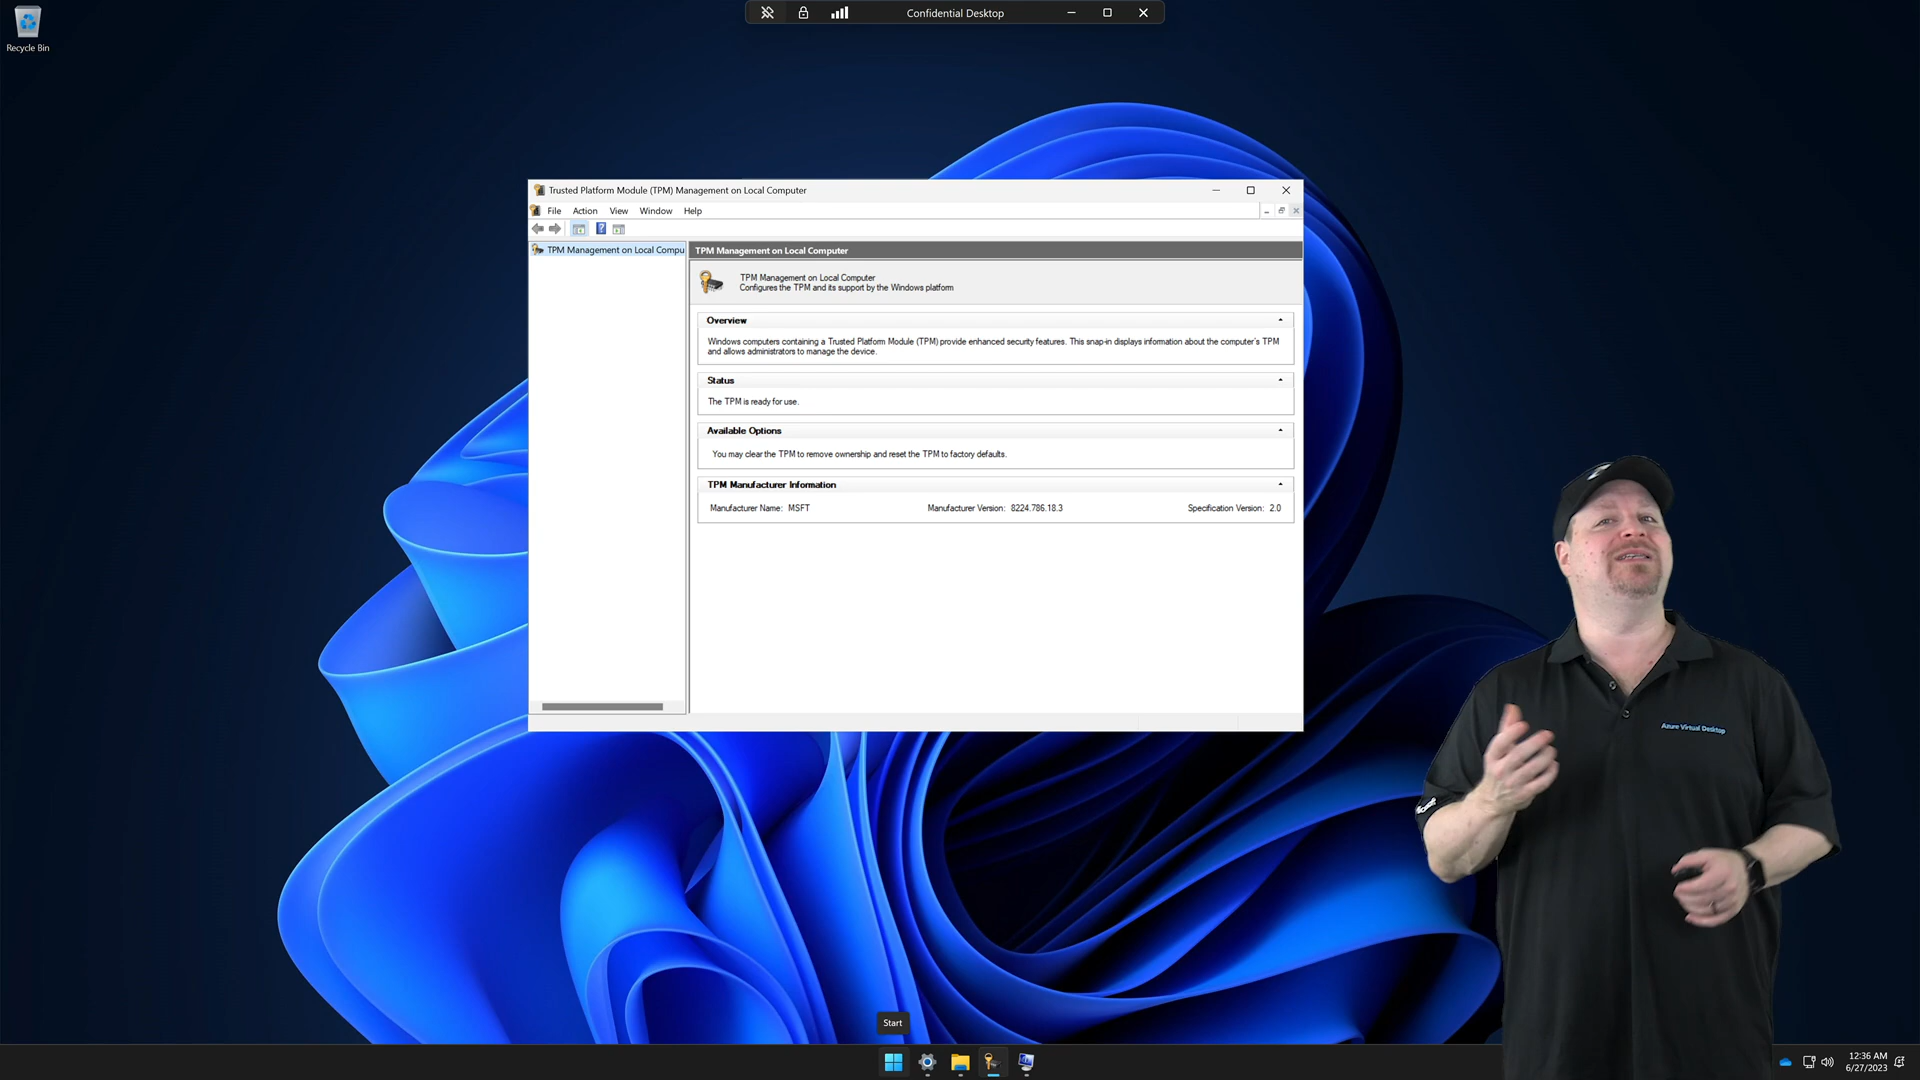 Recycle Bin
Confidential Desktop
Trusted Platform Module (TPM) Management on Local Computer
File Action View Window Help
TPM Management on Local Compu
TPM Management on Local Computer
TPM Management on Local Computer
Configures the TPM and its support by the Windows platform
Overview
Windows computers containing a Trusted Platform Module (TPM) provide enhanced security features. This snap-in displays information about the computer's TPM
and allows administrators to manage the device.
Status
The TPM is ready for use.
Available Options
You may clear the TPM to remove ownership and reset the TPM to factory defaults.
TPM Manufacturer Information
Manufacturer Name: MSFT Manufacturer Version: 8224.786.18.3 Specification Version: 2.0
Azure Virtual Desktop
Start
12:36 AM
6/27/2023